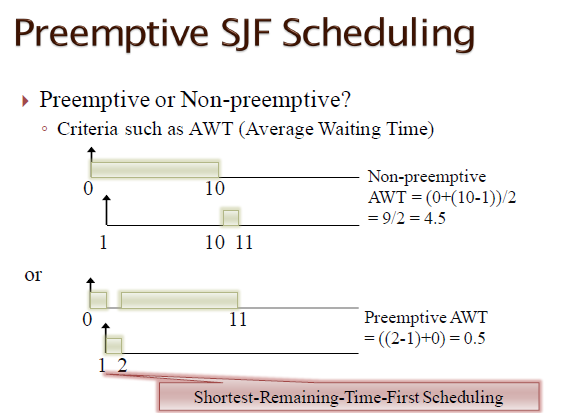 Preemptive SJF Scheduling
Preemptive or Non-preemptive?
Criteria such as AWT (Average Waiting Time)
0 10
Non-preemptive
AWT = (0+(10-1))/2
= 9/2 = 4.5
1 10 11
or
0 11
Preemptive AWT
= ((2-1)+0) = 0.5
1 2
Shortest-Remaining-Time-First Scheduling